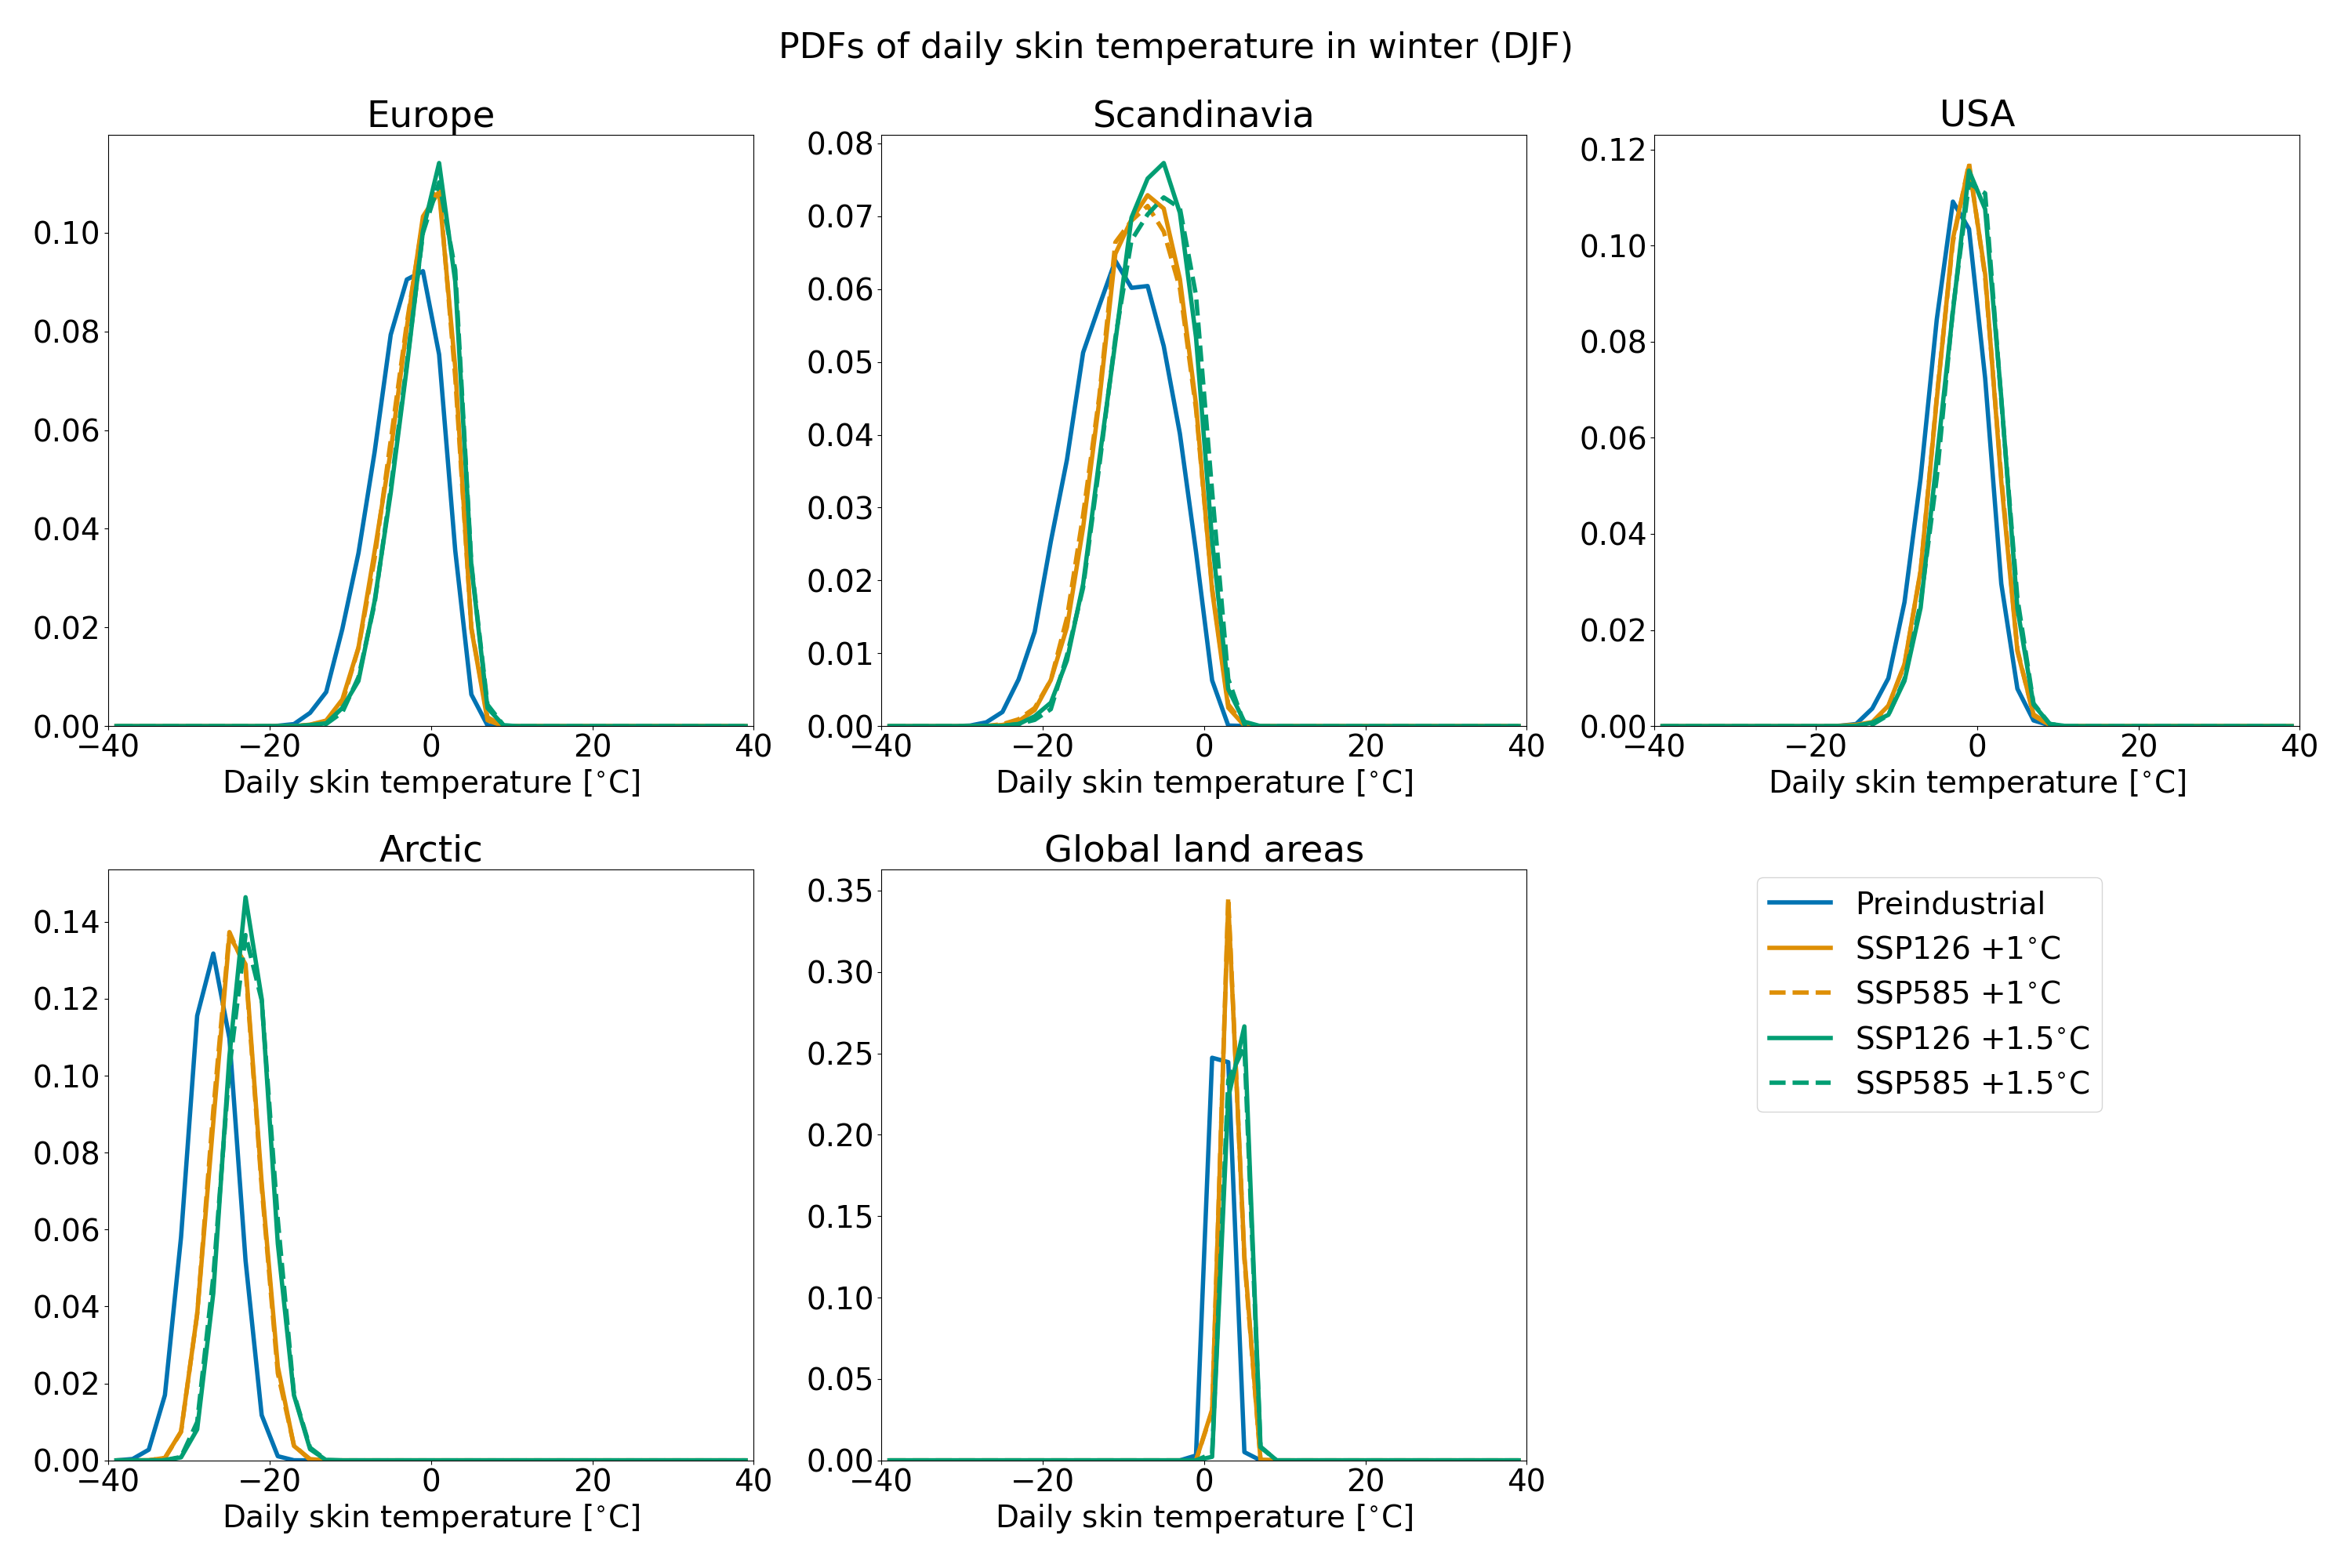 PDFs of daily skin temperature in winter (DJF)
Europe
0.10
0.08
0.06
0.04
0.02
0.00
−40 −20 0 20 40
Daily skin temperature [°C]
Scandinavia
0.08
0.07
0.06
0.05
0.04
0.03
0.02
0.01
0.00
−40 −20 0 20 40
Daily skin temperature [°C]
USA
0.12
0.10
0.08
0.06
0.04
0.02
0.00
−40 −20 0 20 40
Daily skin temperature [°C]
Arctic
0.14
0.12
0.10
0.08
0.06
0.04
0.02
0.00
−40 −20 0 20 40
Daily skin temperature [°C]
Global land areas
0.35
0.30
0.25
0.20
0.15
0.10
0.05
0.00
−40 −20 0 20 40
Daily skin temperature [°C]
Preindustrial
SSP126 +1°C
SSP585 +1°C
SSP126 +1.5°C
SSP585 +1.5°C